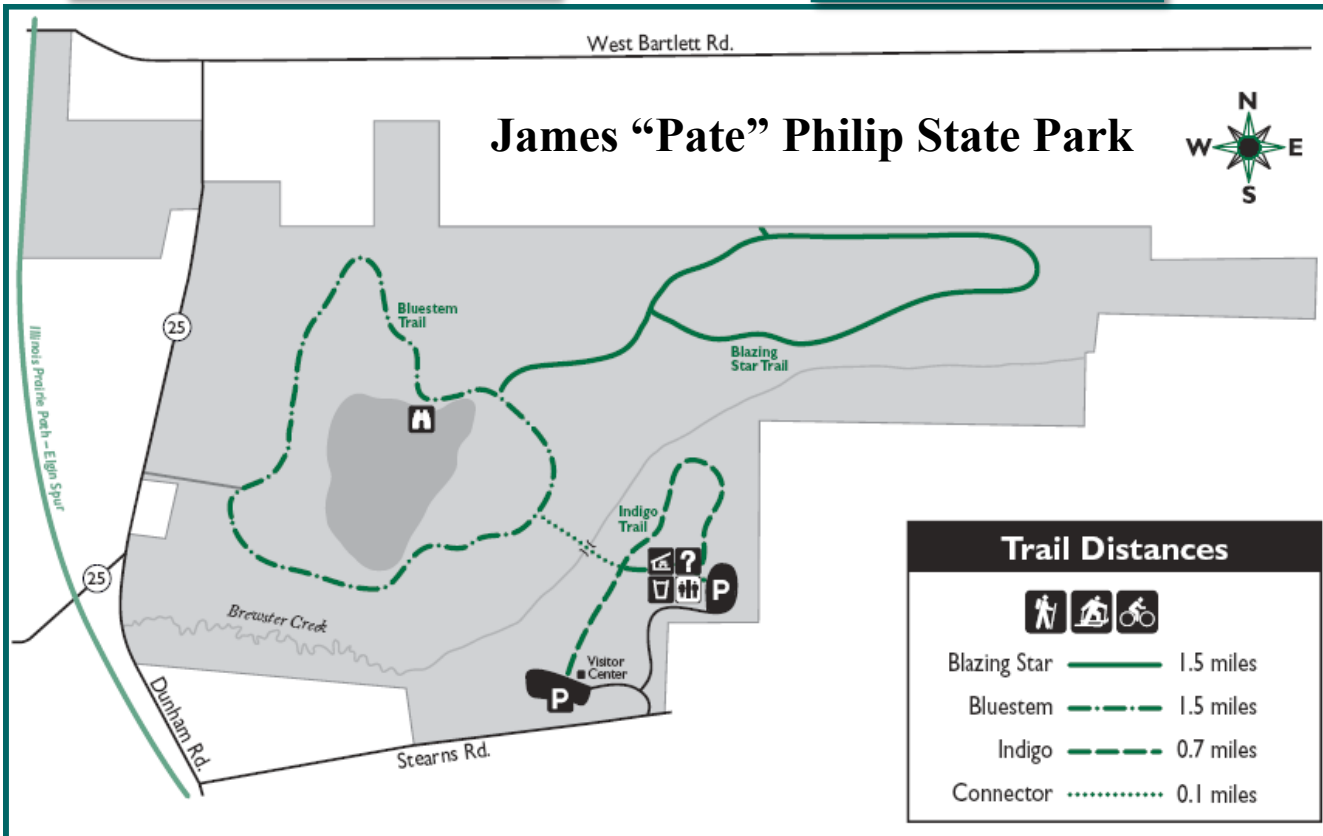 West Bartlett Rd.
James “Pate” Philip State Park
N
W E
S
25
Illinois Prairie Path – Elgin Spur
Bluestem
Trail
Blazing
Star Trail
Indigo
Trail
25
?
P
Brewster Creek
Visitor
Center
P
Dunham Rd.
Stearns Rd.
Trail Distances
Blazing Star 1.5 miles
Bluestem 1.5 miles
Indigo 0.7 miles
Connector 0.1 miles